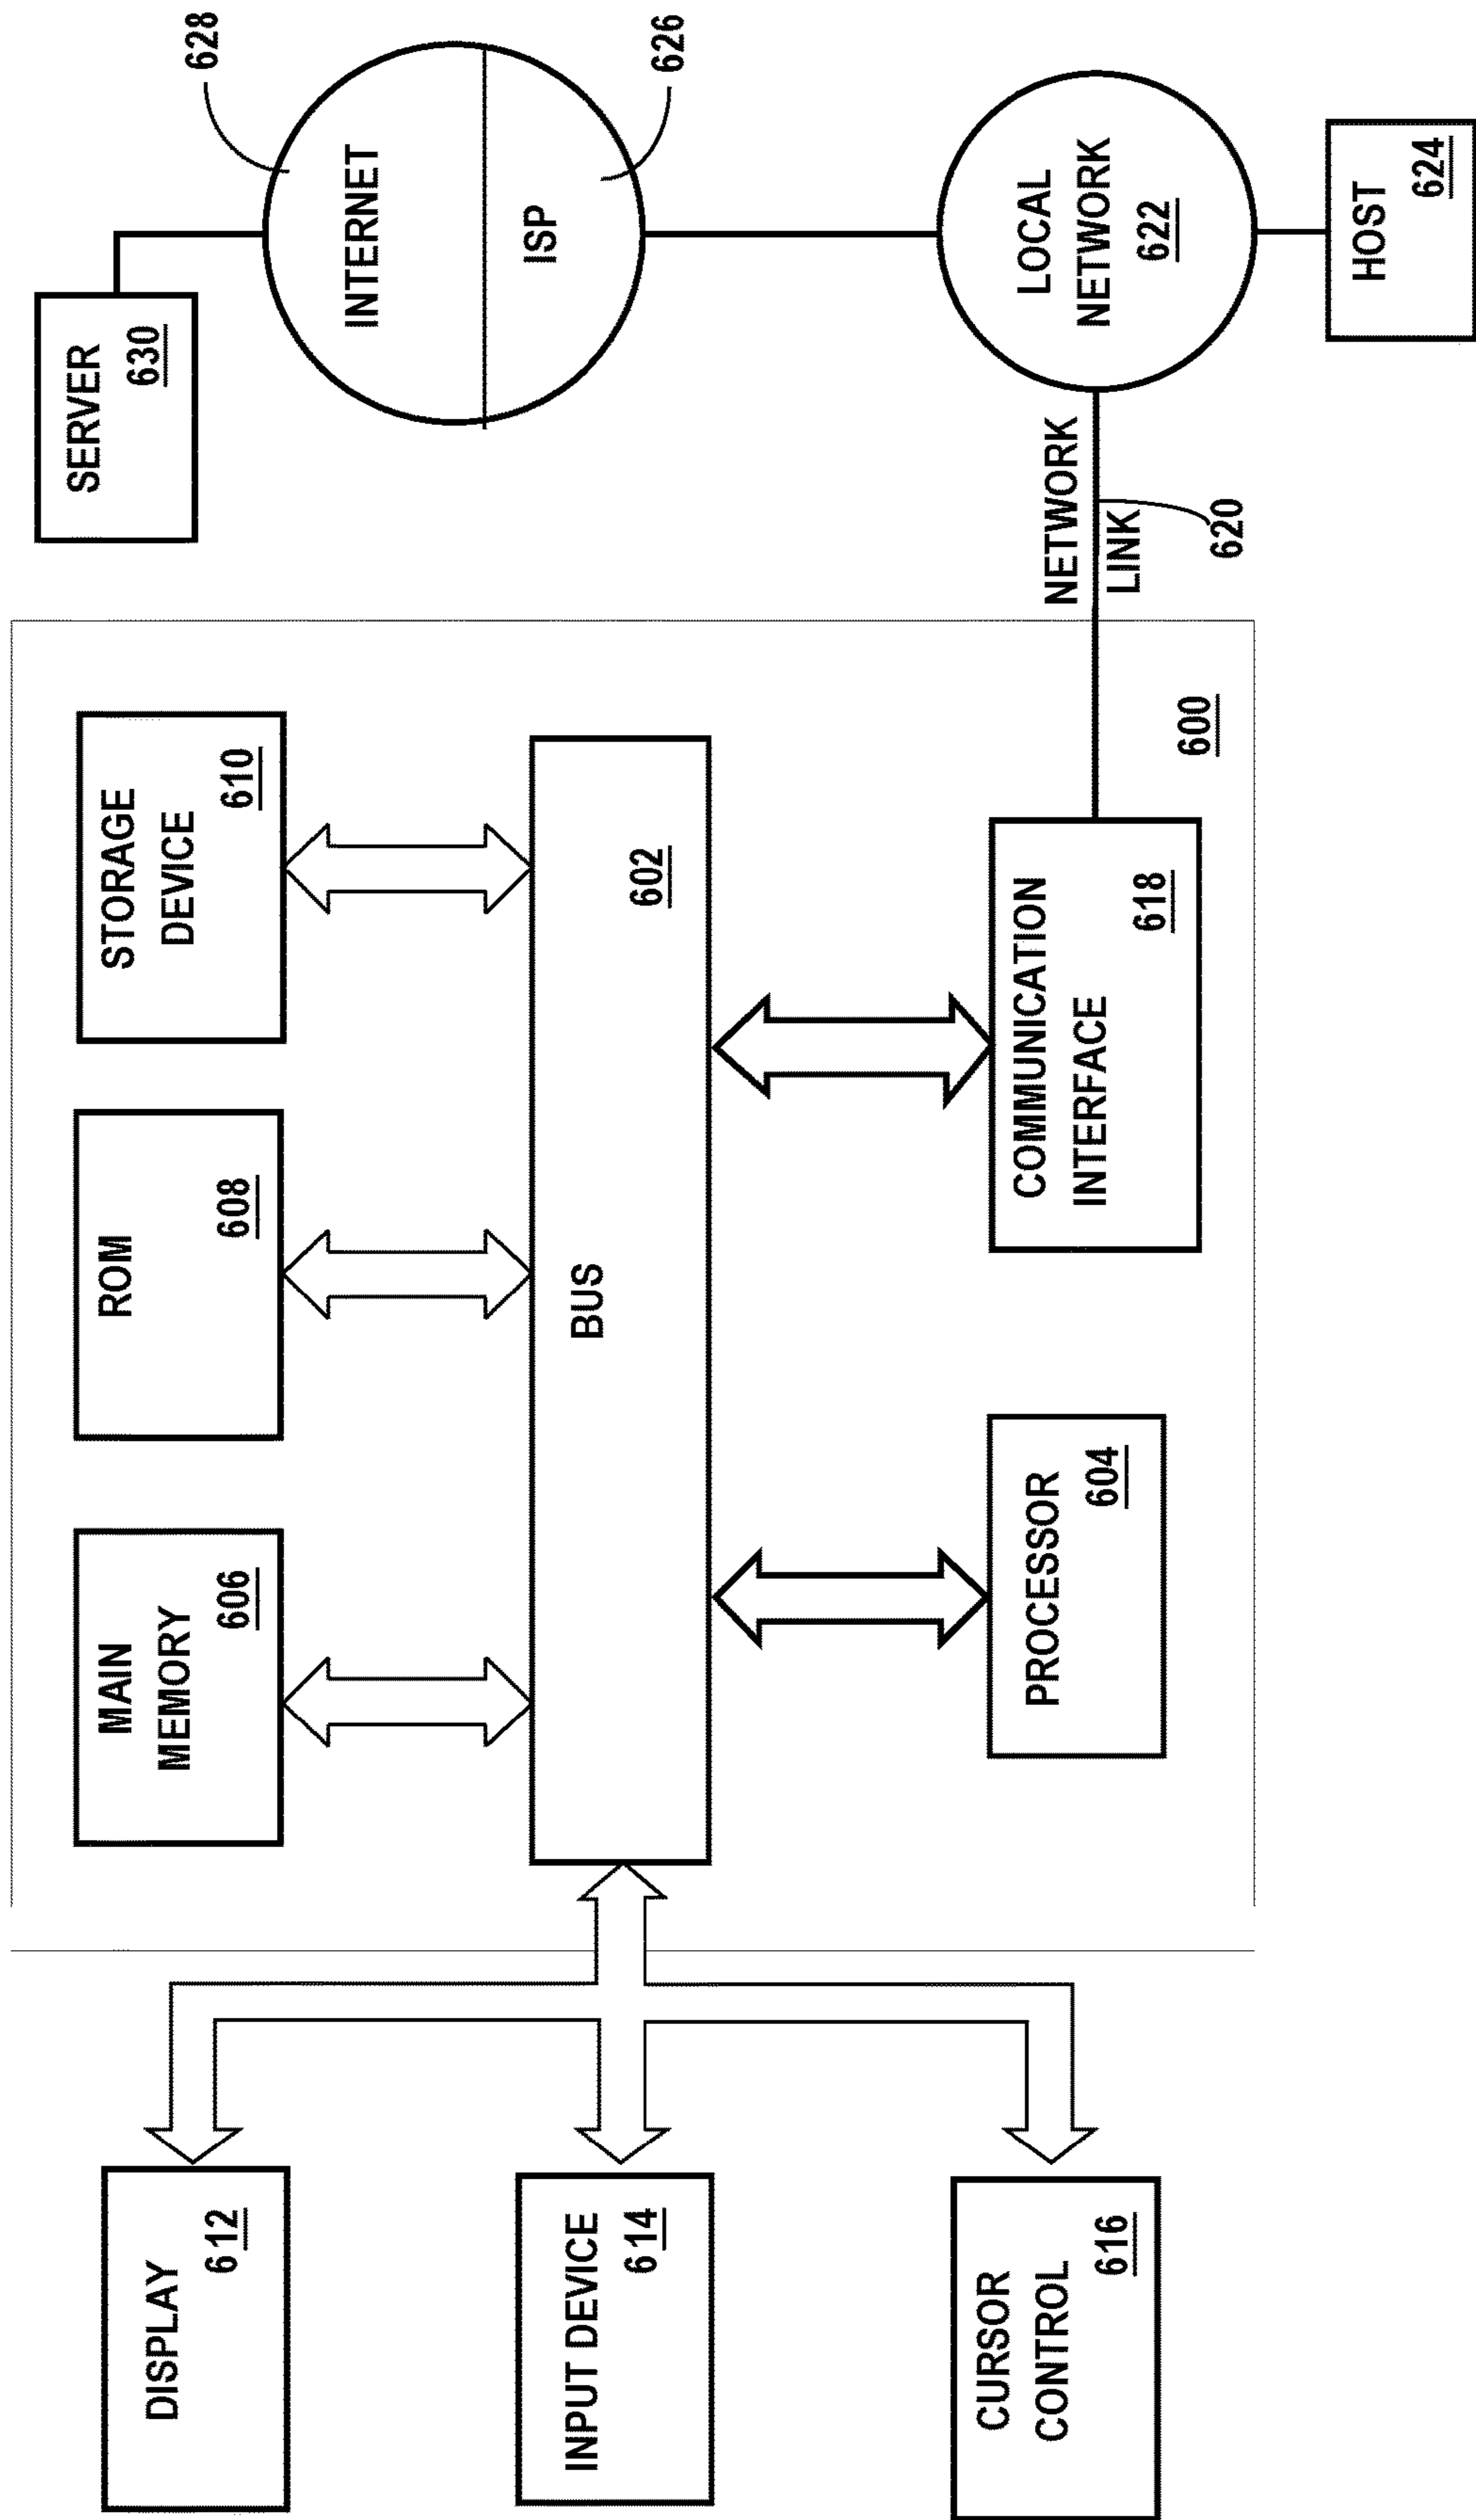 DISPLAY
612
INPUT DEVICE
614
CURSOR
CONTROL
616
MAIN
MEMORY
606
ROM
608
STORAGE
DEVICE
610
BUS
602
PROCESSOR
604
COMMUNICATION
INTERFACE
618
600
SERVER
630
628
INTERNET
ISP
626
NETWORK
LINK
620
LOCAL
NETWORK
622
HOST
624